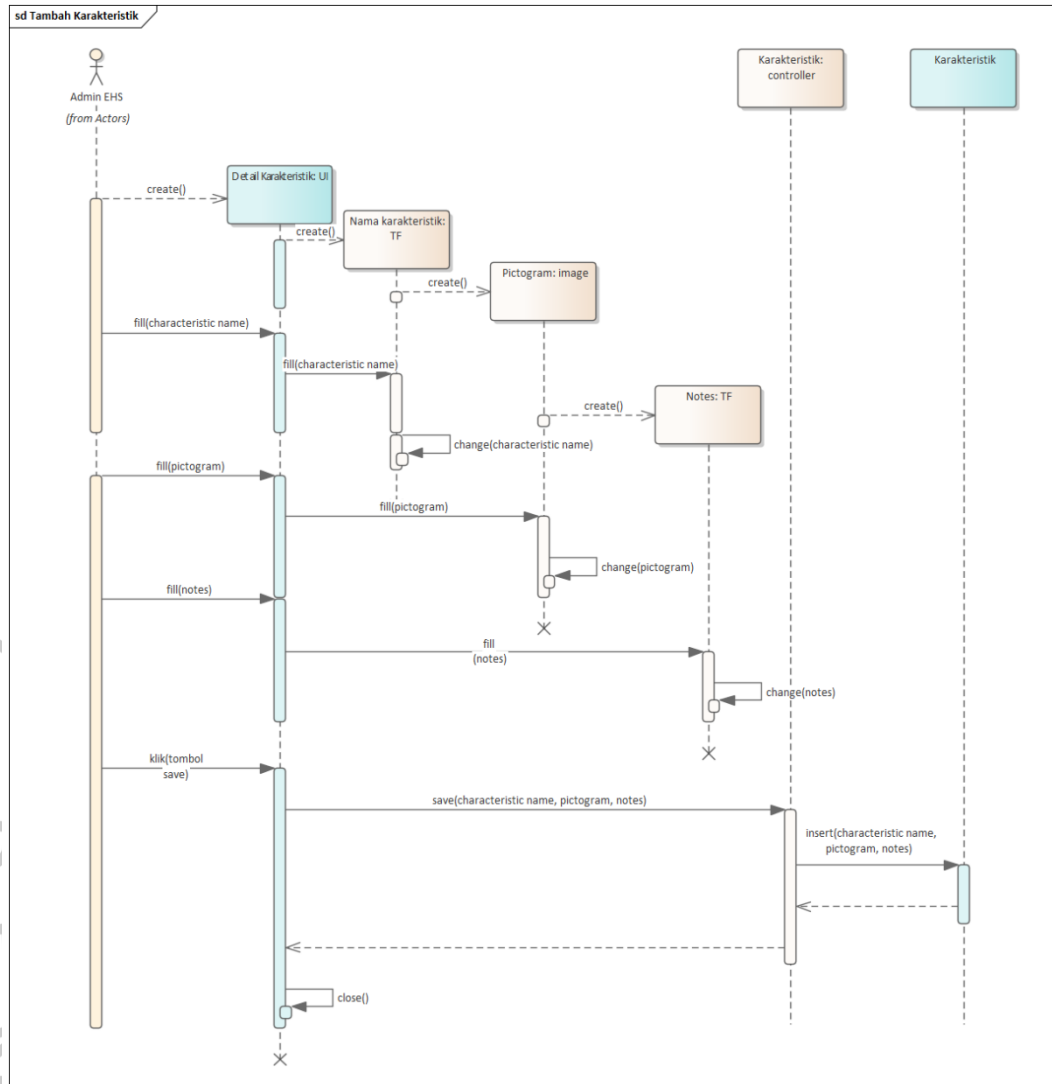 sd Tambah Karakteristik
Admin EHS
(from Actors)
Karakteristik:
controller
Karakteristik
Detail Karakteristik: UI
create()
Nama karakteristik:
TF
create()
Pictogram: image
create()
fill(characteristic name)
fill(characteristic name)
Notes: TF
create()
change(characteristic name)
fill(pictogram)
fill(pictogram)
change(pictogram)
fill(notes)
fill
(notes)
change(notes)
klik(tombol
save)
save(characteristic name, pictogram, notes)
insert(characteristic name,
pictogram, notes)
close()